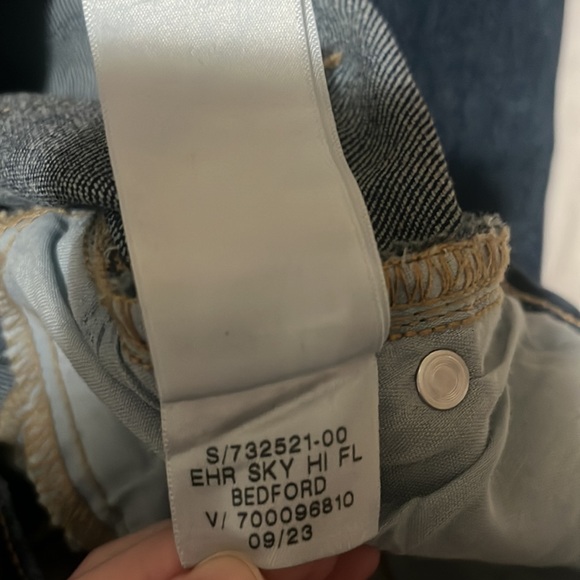 S/732521-00
EHR SKY HI FL
BEDFORD
V/ 700096810
09/23